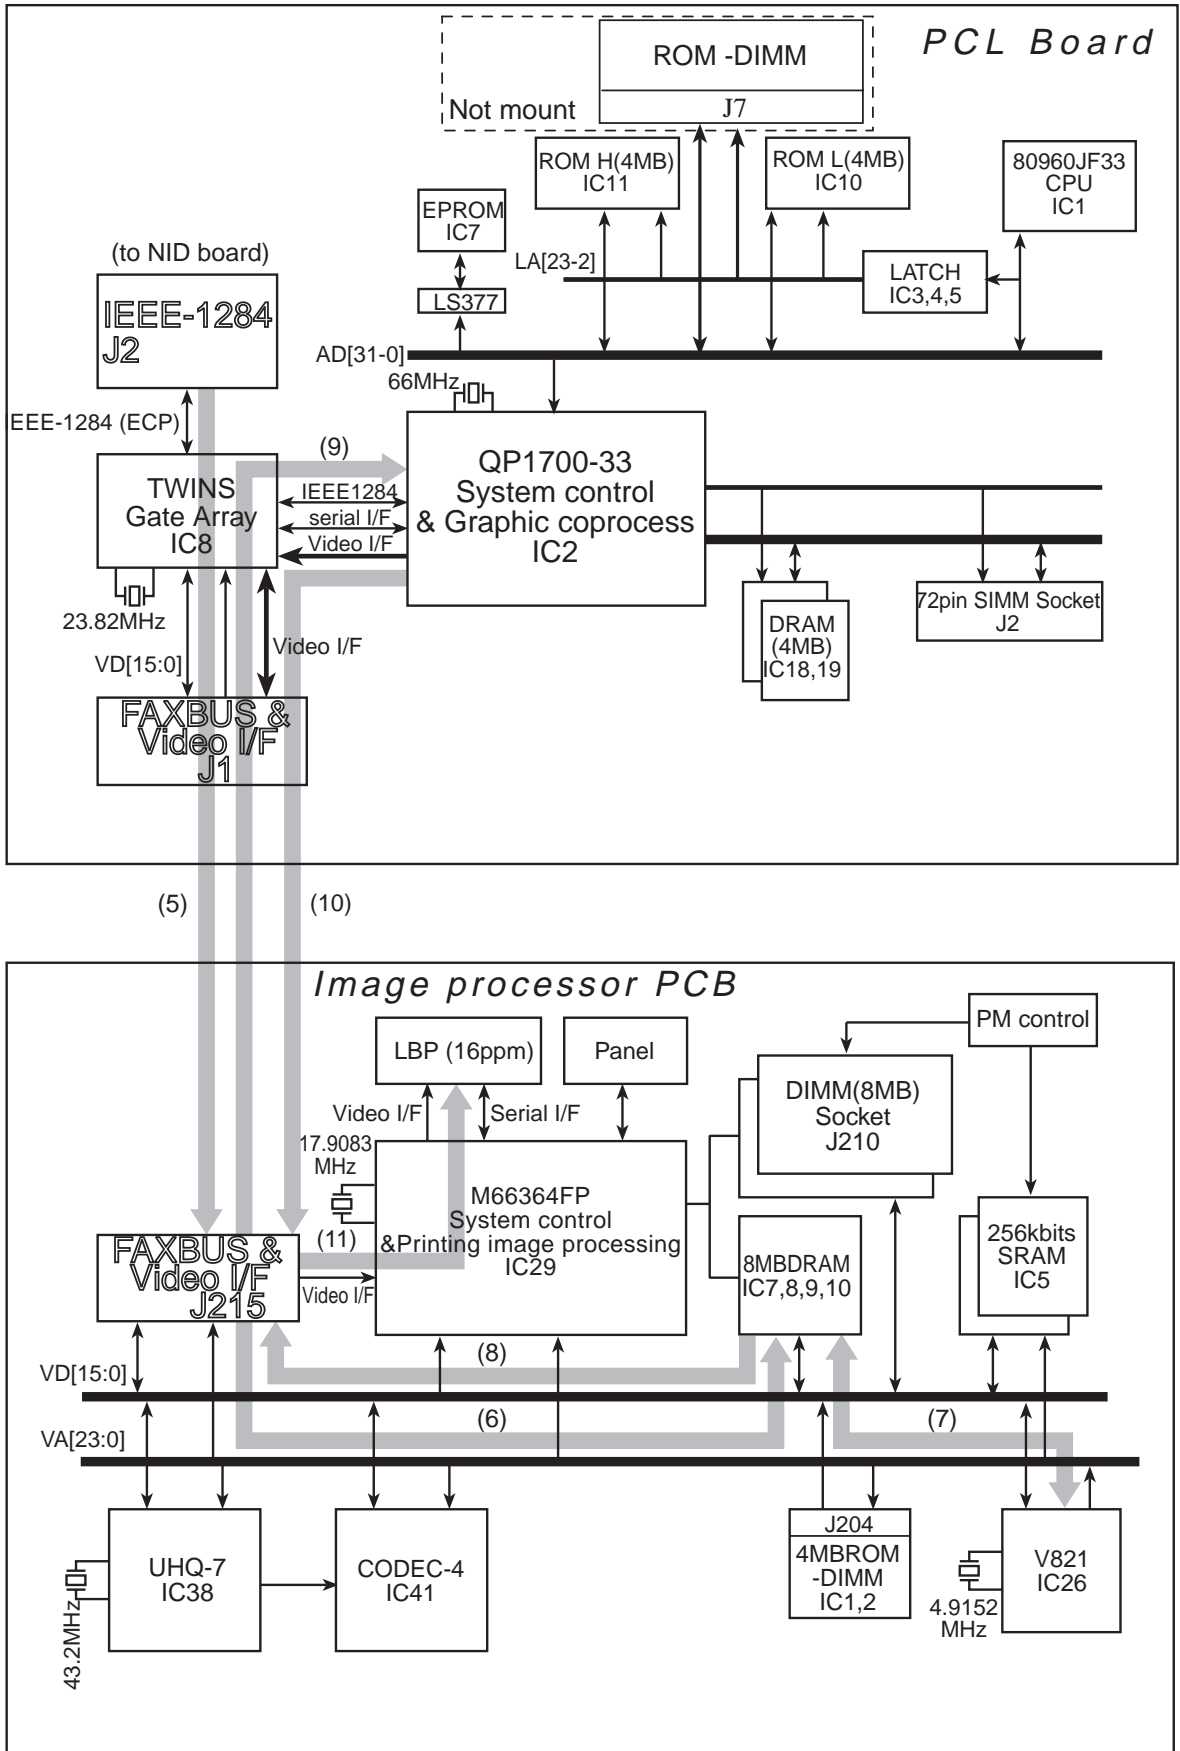 PCL Board
ROM -DIMM
J7
Not mount
ROM H(4MB)
IC11
ROM L(4MB)
IC10
80960JF33
CPU
IC1
EPROM
IC7
LS377
LA[23-2]
LATCH
IC3,4,5
(to NID board)
IEEE-1284
J2
AD[31-0]
66MHz
EEE-1284 (ECP)
(9)
TWINS
Gate Array
IC8
IEEE1284
serial I/F
Video I/F
QP1700-33
System control
& Graphic coprocess
IC2
23.82MHz
VD[15:0]
Video I/F
DRAM
(4MB)
IC18,19
72pin SIMM Socket
J2
FAXBUS &
Video I/F
J1
(5)
(10)
Image processor PCB
LBP (16ppm)
Panel
PM control
Video I/F
Serial I/F
DIMM(8MB)
Socket
J210
17.9083
MHz
M66364FP
System control
&Printing image processing
IC29
(11)
Video I/F
FAXBUS &
Video I/F
J215
8MBDRAM
IC7,8,9,10
256kbits
SRAM
IC5
VD[15:0]
(8)
VA[23:0]
(6)
(7)
UHQ-7
IC38
43.2MHz
CODEC-4
IC41
J204
4MBROM
-DIMM
IC1,2
4.9152
MHz
V821
IC26